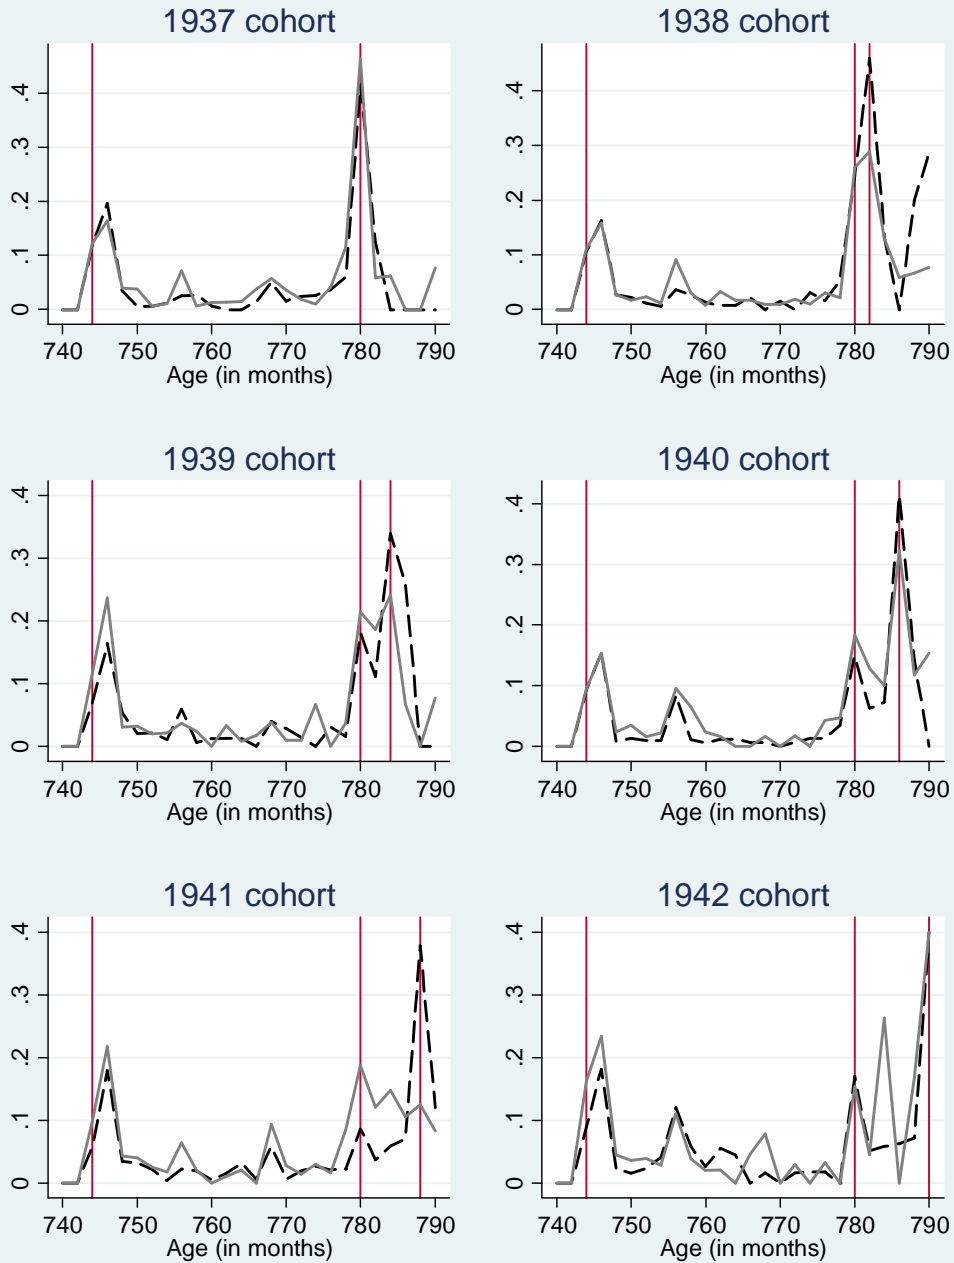 1937 cohort
.4
.3
.2
.1
0
740 750 760 770 780 790
Age (in months)
1938 cohort
.4
.3
.2
.1
0
740 750 760 770 780 790
Age (in months)
1939 cohort
.4
.3
.2
.1
0
740 750 760 770 780 790
Age (in months)
1940 cohort
.4
.3
.2
.1
0
740 750 760 770 780 790
Age (in months)
1941 cohort
.4
.3
.2
.1
0
740 750 760 770 780 790
Age (in months)
1942 cohort
.4
.3
.2
.1
0
740 750 760 770 780 790
Age (in months)